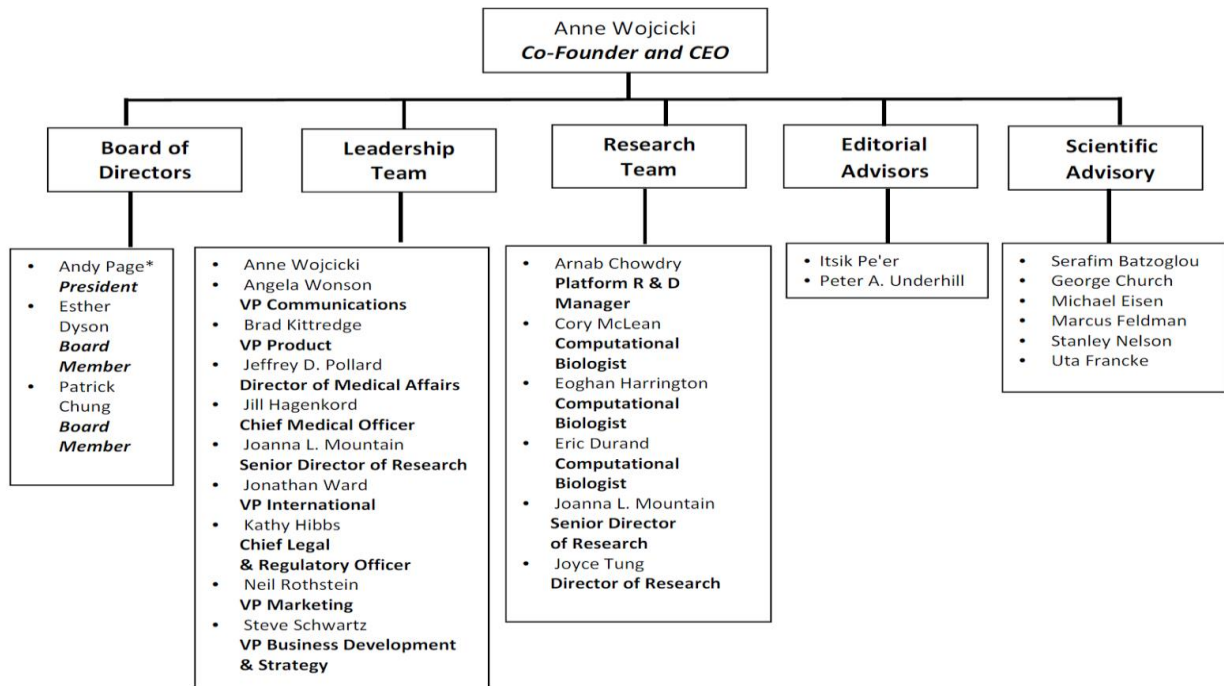 Anne Wojcicki
Co-Founder and CEO
Board of
Directors
Leadership
Team
Research
Team
Editorial
Advisors
Scientific
Advisory
• Andy Page*
President
• Esther
Dyson
Board
Member
• Patrick
Chung
Board
Member
• Anne Wojcicki
• Angela Wonson
VP Communications
• Brad Kittredge
VP Product
• Jeffrey D. Pollard
Director of Medical Affairs
• Jill Hagenkord
Chief Medical Officer
• Joanna L. Mountain
Senior Director of Research
• Jonathan Ward
VP International
• Kathy Hibbs
Chief Legal
& Regulatory Officer
• Neil Rothstein
VP Marketing
• Steve Schwartz
VP Business Development
& Strategy
• Arnab Chowdry
Platform R & D
Manager
• Cory McLean
Computational
Biologist
• Eoghan Harrington
Computational
Biologist
• Eric Durand
Computational
Biologist
• Joanna L. Mountain
Senior Director
of Research
• Joyce Tung
Director of Research
• Itsik Pe'er
• Peter A. Underhill
• Serafim Batzoglou
• George Church
• Michael Eisen
• Marcus Feldman
• Stanley Nelson
• Uta Francke